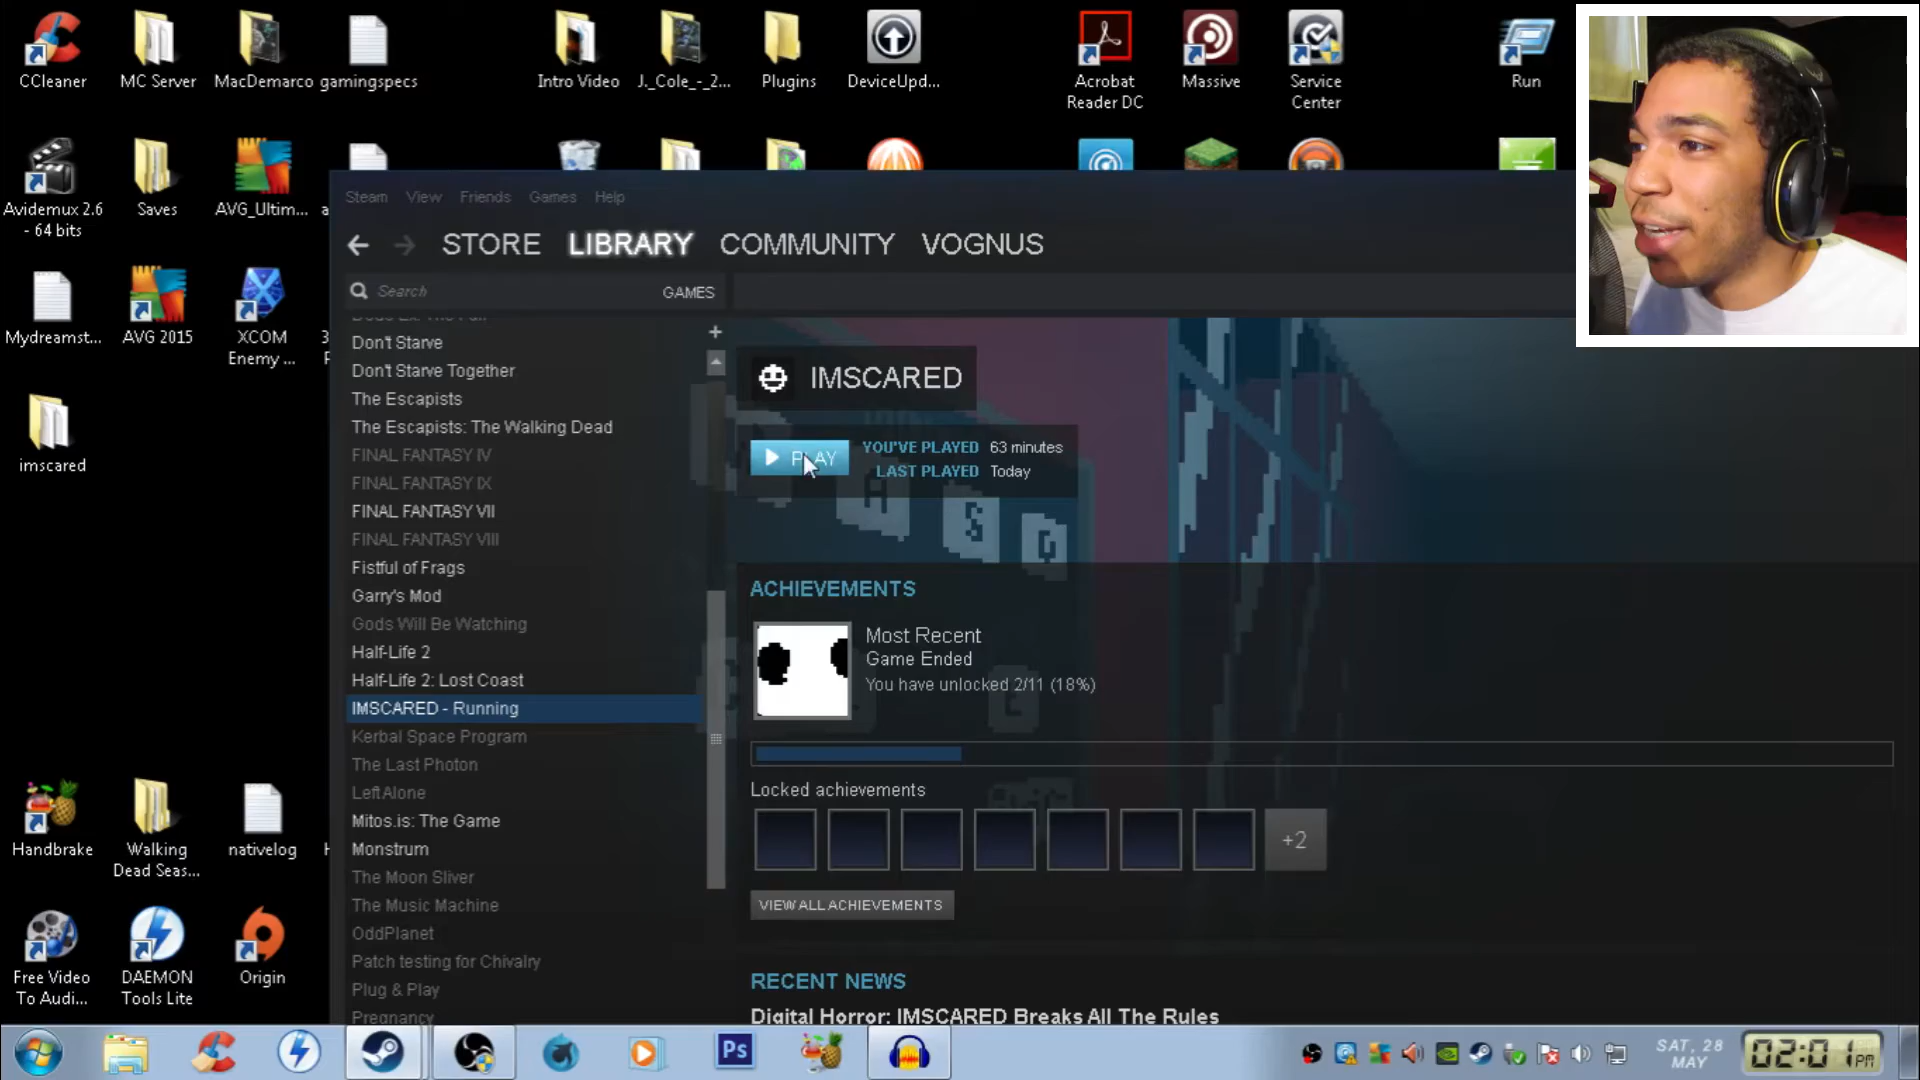 CCleaner
MC Server
MacDemarco
gamingspecs
Intro Video
J._Cole_-_2...
Plugins
DeviceUpd...
Acrobat
Reader DC
Massive
Service
Center
Run
Avidemux 2.6
- 64 bits
Saves
AVG_Ultim...
Mydreamst...
AVG 2015
XCOM
Enemy ...
imscared
Handbrake
Walking
Dead Seas...
nativelog
Free Video
To Audi...
DAEMON
Tools Lite
Origin
Steam View Friends Games Help
STORE LIBRARY COMMUNITY VOGNUS
Search GAMES
+
Don't Starve
Don't Starve Together
The Escapists
The Escapists: The Walking Dead
FINAL FANTASY IV
FINAL FANTASY IX
FINAL FANTASY VII
FINAL FANTASY VIII
Fistful of Frags
Garry's Mod
Gods Will Be Watching
Half-Life 2
Half-Life 2: Lost Coast
IMSCARED - Running
Kerbal Space Program
The Last Photon
LeftAlone
Mitos.is: The Game
Monstrum
The Moon Sliver
The Music Machine
OddPlanet
Patch testing for Chivalry
Plug & Play
Pregnancy
IMSCARED
PLAY
YOU'VE PLAYED 63 minutes
LAST PLAYED Today
A S G
ACHIEVEMENTS
Most Recent
Game Ended
You have unlocked 2/11 (18%)
Locked achievements
+2
VIEW ALL ACHIEVEMENTS
RECENT NEWS
Digital Horror: IMSCARED Breaks All The Rules
Ps
SAT, 28
MAY
02:01 PM